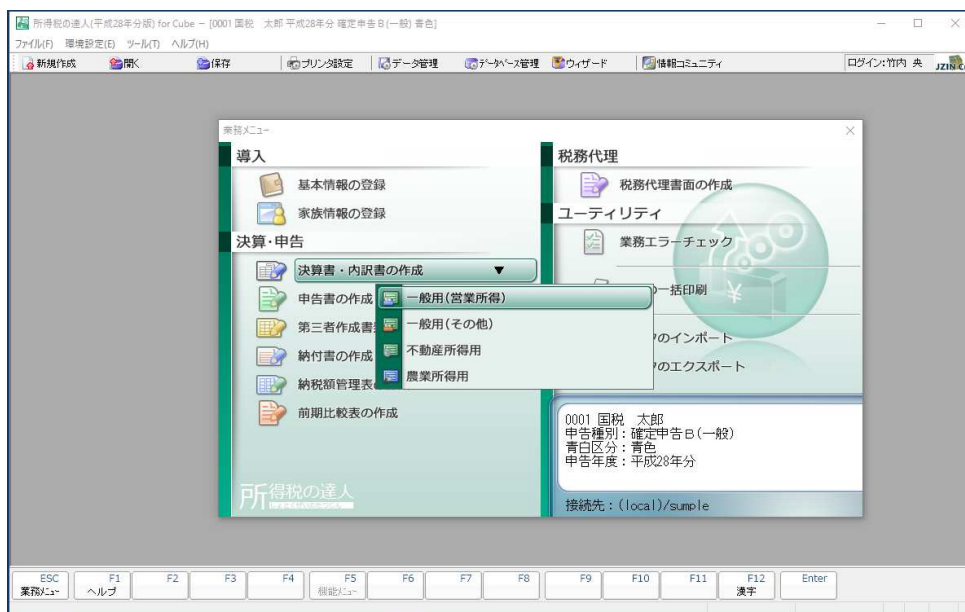 所得税の達人(平成28年分版) for Cube - [0001 国税 太郎 平成28年分 確定申告B(一般) 青色]
ファイル(F) 環境設定(E) ツール(T) ヘルプ(H)
新規作成 開く 保存 プリンタ設定 データ管理 データベース管理 ウィザード 情報コミュニティ ログイン:竹内 央
業務メニュー
導入
基本情報の登録
家族情報の登録
決算・申告
決算書・内訳書の作成 ▼
一般用(営業所得)
一般用(その他)
不動産所得用
農業所得用
申告書の作成
第三者作成書
納付書の作成
納税額管理表
前期比較表の作成
所得税の達人
税務代理
税務代理書面の作成
ユーティリティ
業務エラーチェック
の一括印刷
のインポート
のエクスポート
0001 国税 太郎
申告種別:確定申告B(一般)
青白区分:青色
申告年度:平成28年分
接続先:(local)/sumple
ESC F1 F2 F3 F4 F5 F6 F7 F8 F9 F10 F11 F12 Enter
業務メニュー ヘルプ 機能メニュー 漢字